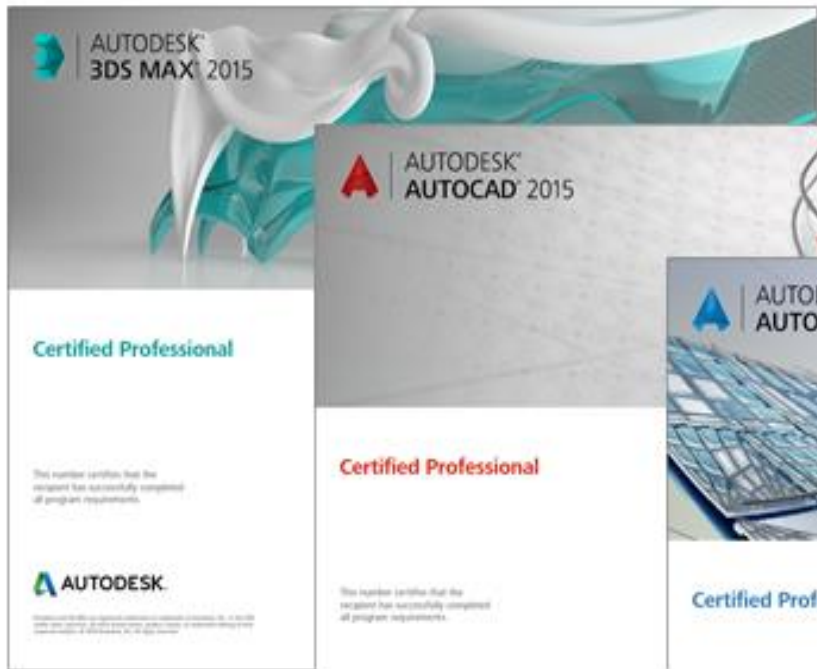 AUTODESK®
3DS MAX® 2015
Certified Professional
This number certifies that the
recipient has successfully completed
all program requirements.
AUTODESK.
AUTODESK®
AUTOCAD® 2015
Certified Professional
This number certifies that the
recipient has successfully completed
all program requirements.
AUTO
AUTO
Certified Prof